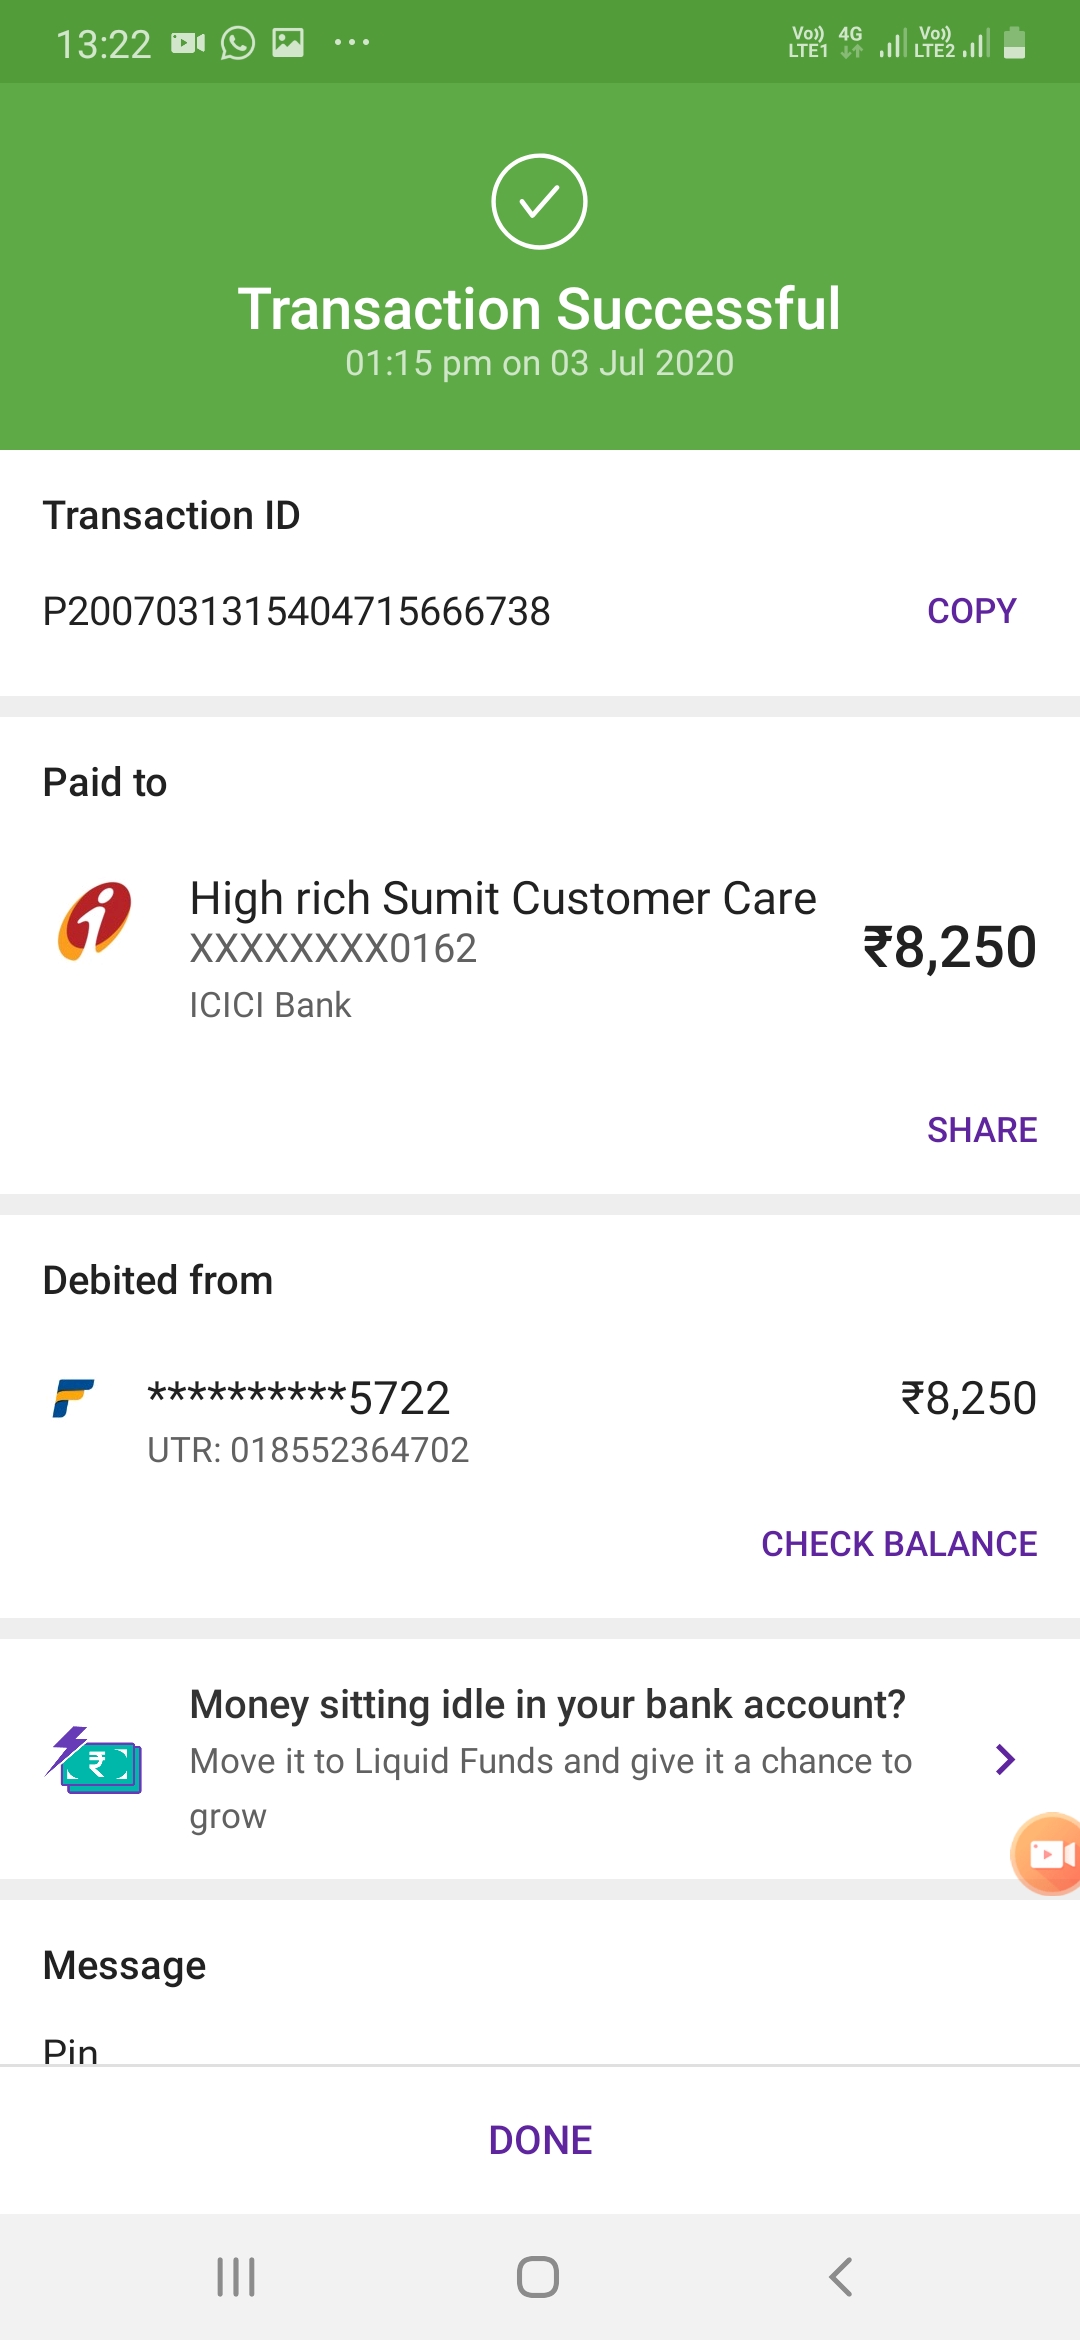 13:22
Vo)) 4G Vo))
LTE1 LTE2
Transaction Successful
01:15 pm on 03 Jul 2020
Transaction ID
P2007031315404715666738
COPY
Paid to
High rich Sumit Customer Care
XXXXXXXX0162
₹8,250
ICICI Bank
SHARE
Debited from
**********5722
₹8,250
UTR: 018552364702
CHECK BALANCE
Money sitting idle in your bank account?
Move it to Liquid Funds and give it a chance to
grow
Message
Pin
DONE